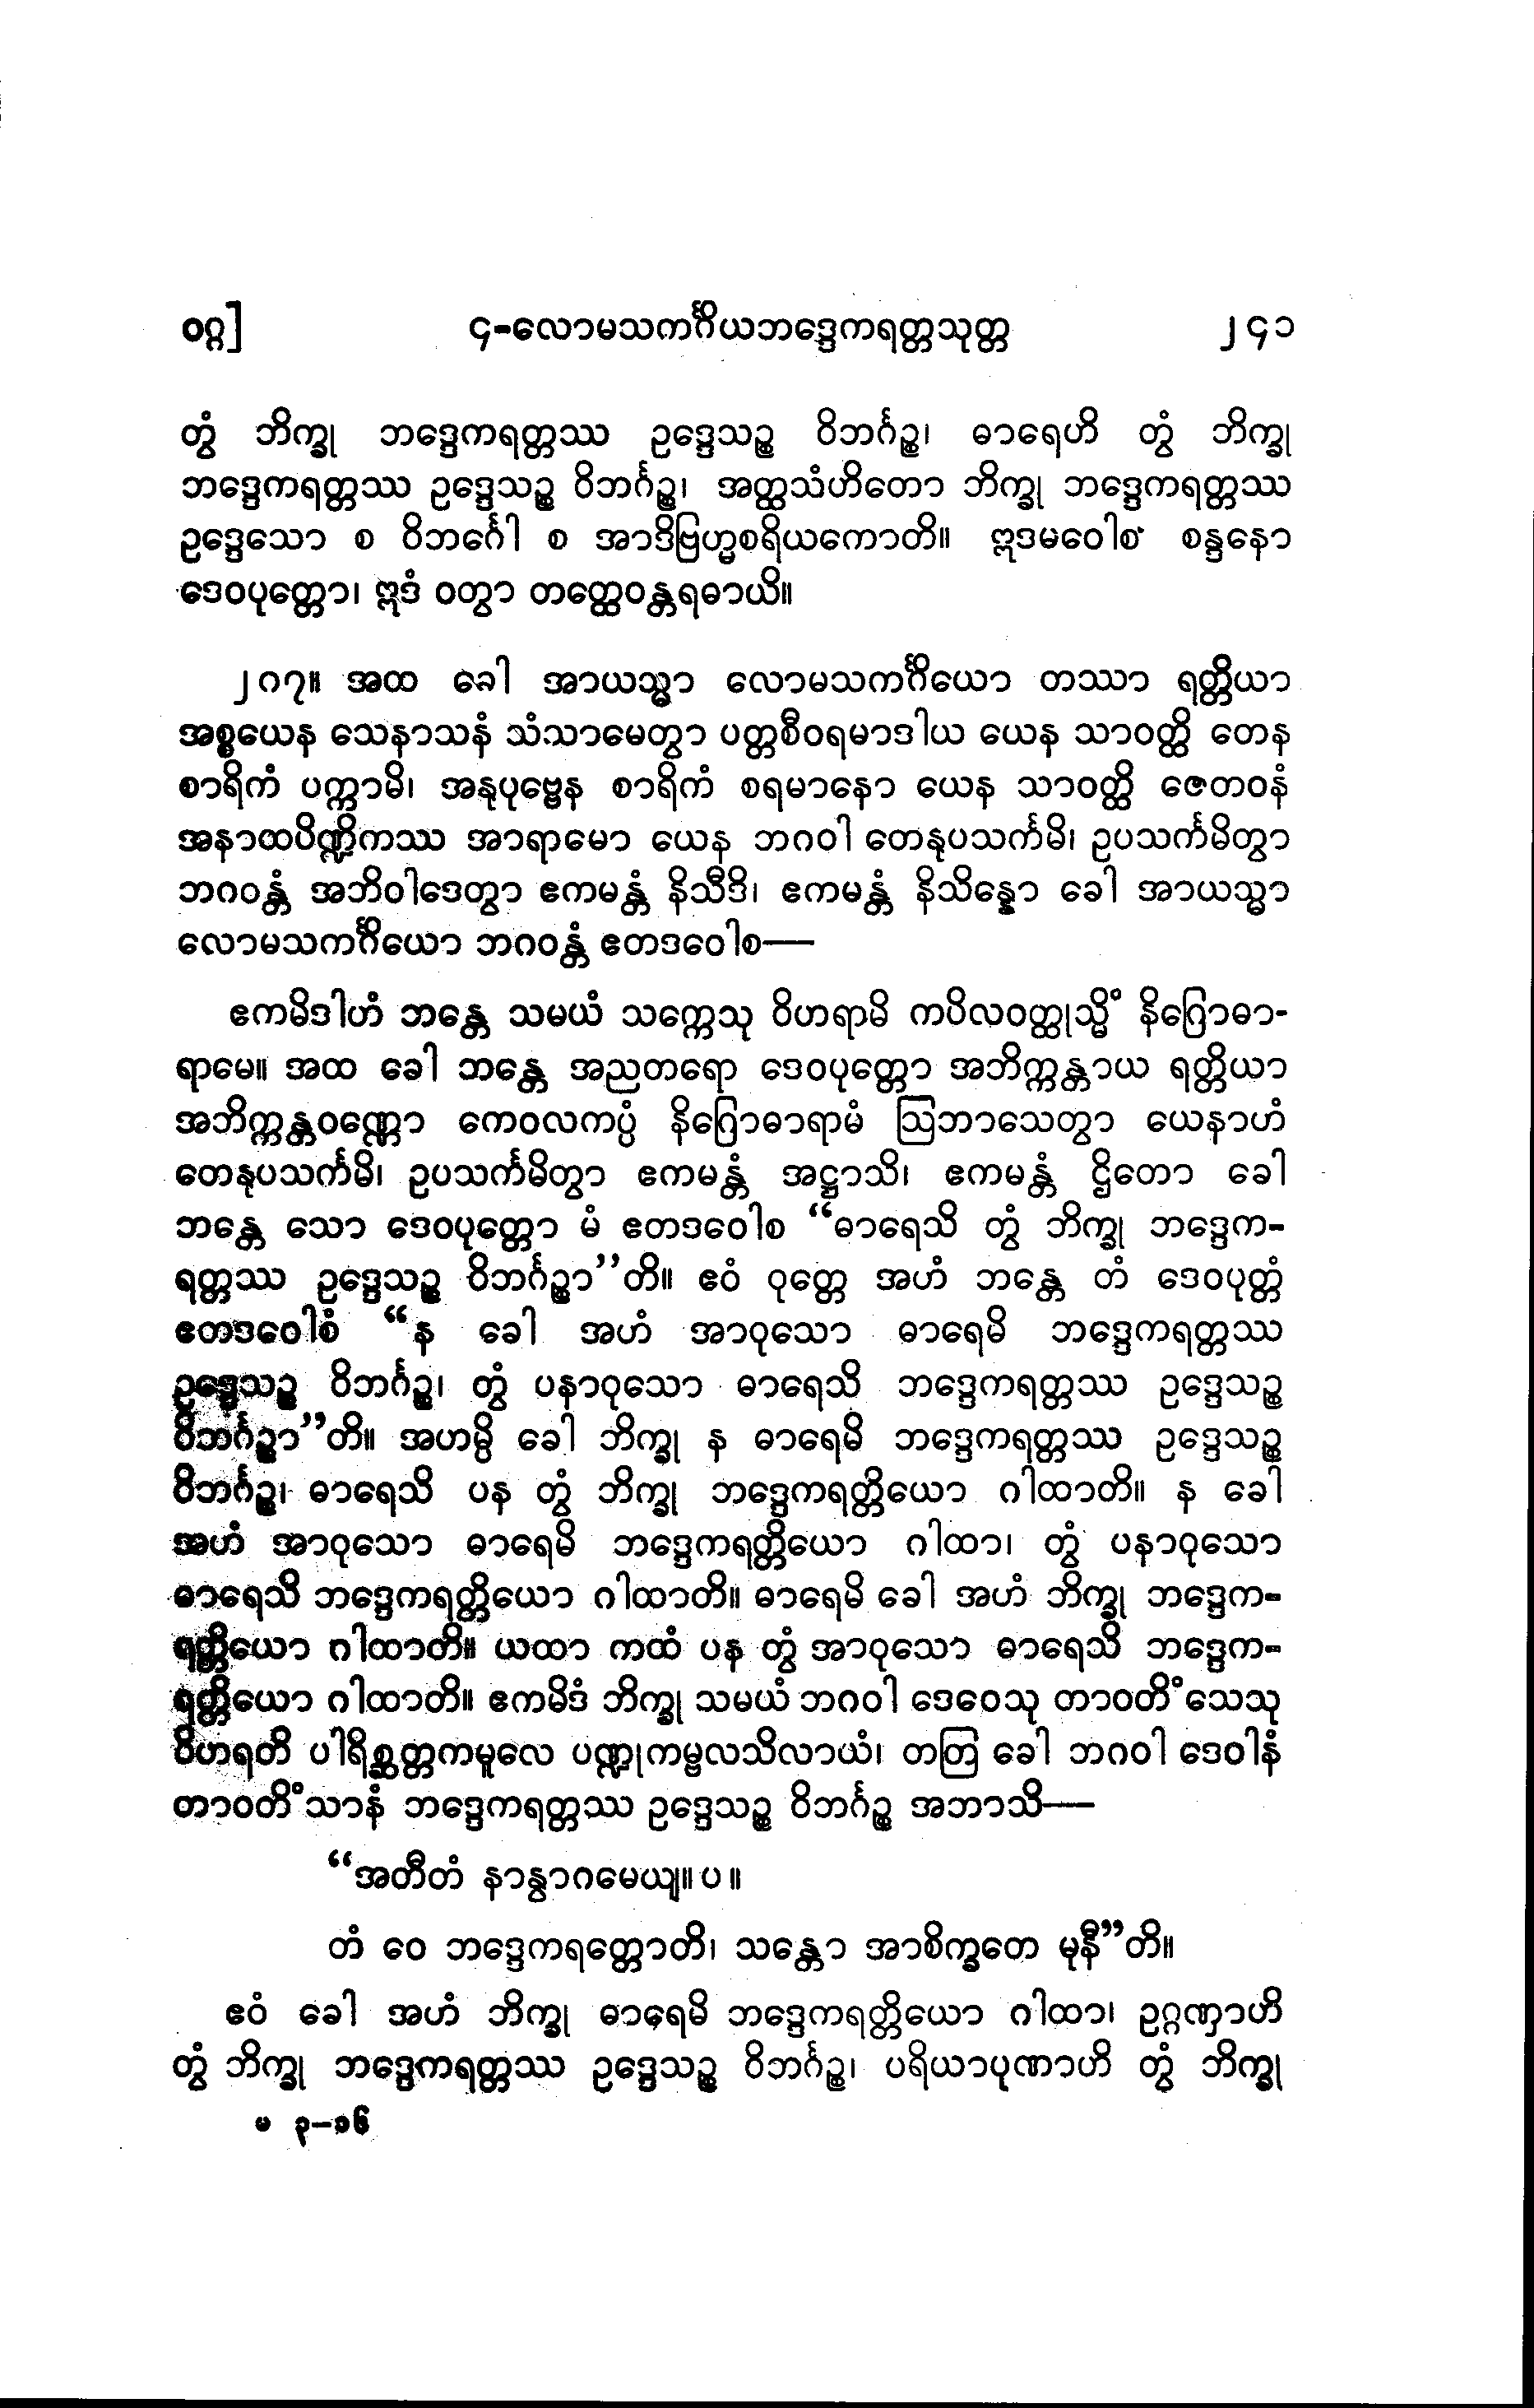 ဝဂ္ဂ]
၄-လောမသကင်္ဂိယဘဒ္ဒေကရတ္တသုတ္တ
၂၄၁
တွံ ဘိက္ခု ဘဒ္ဒေကရတ္တဿ ဥဒ္ဒေသဉ္စ ဝိဘင်္ဂဉ္စ၊ ဓာရေဟိ တွံ ဘိက္ခု
ဘဒ္ဒေကရတ္တဿ ဥဒ္ဒေသဉ္စ ဝိဘင်္ဂဉ္စ၊ အတ္ထသံဟိတော ဘိက္ခု ဘဒ္ဒေကရတ္တဿ
ဥဒ္ဒေသော စ ဝိဘင်္ဂေါ စ အာဒိဗြဟ္မစရိယကောတိ။ ဣဒမဝေါစ စန္ဒနော
ဒေဝပုတ္တော၊ ဣဒံ ဝတွာ တတ္ထေဝန္တရဓာယိ။
၂၈၇။ အထ ခေါ အာယသ္မာ လောမသကင်္ဂိယော တဿာ ရတ္တိယာ
အစ္စယေန သေနာသနံ သံသာမေတွာ ပတ္တစီဝရမာဒါယ ယေန သာဝတ္ထိ တေန
စာရိကံ ပက္ကာမိ၊ အနုပုဗ္ဗေန စာရိကံ စရမာနော ယေန သာဝတ္ထိ ဇေတဝနံ
အနာထပိဏ္ဍိကဿ အာရာမော ယေန ဘဂဝါ တေနုပသင်္ကမိ၊ ဥပသင်္ကမိတွာ
ဘဂဝန္တံ အဘိဝါဒေတွာ ဧကမန္တံ နိသီဒိ၊ ဧကမန္တံ နိသိန္နော ခေါ အာယသ္မာ
လောမသကင်္ဂိယော ဘဂဝန္တံ ဧတဒဝေါစ—
ဧကမိဒါဟံ ဘန္တေ သမယံ သက္ကေသု ဝိဟရာမိ ကပိလဝတ္ထုသ္မိံ နိဂြောဓာ-
ရာမေ။ အထ ခေါ ဘန္တေ အညတရော ဒေဝပုတ္တော အဘိက္ကန္တာယ ရတ္တိယာ
အဘိက္ကန္တဝဏ္ဏော ကေဝလကပ္ပံ နိဂြောဓာရာမံ ဩဘာသေတွာ ယေနာဟံ
တေနုပသင်္ကမိ၊ ဥပသင်္ကမိတွာ ဧကမန္တံ အဋ္ဌာသိ၊ ဧကမန္တံ ဌိတော ခေါ
ဘန္တေ သော ဒေဝပုတ္တော မံ ဧတဒဝေါစ “ဓာရေသိ တွံ ဘိက္ခု ဘဒ္ဒေက-
ရတ္တဿ ဥဒ္ဒေသဉ္စ ဝိဘင်္ဂဉ္စာ”တိ။ ဧဝံ ဝုတ္တေ အဟံ ဘန္တေ တံ ဒေဝပုတ္တံ
ဧတဒဝေါစံ “န ခေါ အဟံ အာဝုသော ဓာရေမိ ဘဒ္ဒေကရတ္တဿ
ဥဒ္ဒေသဉ္စ ဝိဘင်္ဂဉ္စ၊ တွံ ပနာဝုသော ဓာရေသိ ဘဒ္ဒေကရတ္တဿ ဥဒ္ဒေသဉ္စ
ဝိဘင်္ဂဉ္စာ”တိ။ အဟမ္ပိ ခေါ ဘိက္ခု န ဓာရေမိ ဘဒ္ဒေကရတ္တဿ ဥဒ္ဒေသဉ္စ
ဝိဘင်္ဂဉ္စ၊ ဓာရေသိ ပန တွံ ဘိက္ခု ဘဒ္ဒေကရတ္တိယော ဂါထာတိ။ န ခေါ
အဟံ အာဝုသော ဓာရေမိ ဘဒ္ဒေကရတ္တိယော ဂါထာ၊ တွံ ပနာဝုသော
ဓာရေသိ ဘဒ္ဒေကရတ္တိယော ဂါထာတိ။ ဓာရေမိ ခေါ အဟံ ဘိက္ခု ဘဒ္ဒေက-
ရတ္တိယော ဂါထာတိ။ ယထာ ကထံ ပန တွံ အာဝုသော ဓာရေသိ ဘဒ္ဒေက-
ရတ္တိယော ဂါထာတိ။ ဧကမိဒံ ဘိက္ခု သမယံ ဘဂဝါ ဒေဝေသု တာဝတိံသေသု
ဝိဟရတိ ပါရိစ္ဆတ္တကမူလေ ပဏ္ဍုကမ္ဗလသိလာယံ၊ တတြ ခေါ ဘဂဝါ ဒေဝါနံ
တာဝတိံသာနံ ဘဒ္ဒေကရတ္တဿ ဥဒ္ဒေသဉ္စ ဝိဘင်္ဂဉ္စ အဘာသိ—
“အတီတံ နာနွာဂမေယျ။ပ။
တံ ဝေ ဘဒ္ဒေကရတ္တောတိ၊ သန္တော အာစိက္ခတေ မုနီ”တိ။
ဧဝံ ခေါ အဟံ ဘိက္ခု ဓာရေမိ ဘဒ္ဒေကရတ္တိယော ဂါထာ၊ ဥဂ္ဂဏှာဟိ
တွံ ဘိက္ခု ဘဒ္ဒေကရတ္တဿ ဥဒ္ဒေသဉ္စ ဝိဘင်္ဂဉ္စ၊ ပရိယာပုဏာဟိ တွံ ဘိက္ခု
မ ၃-၁၆